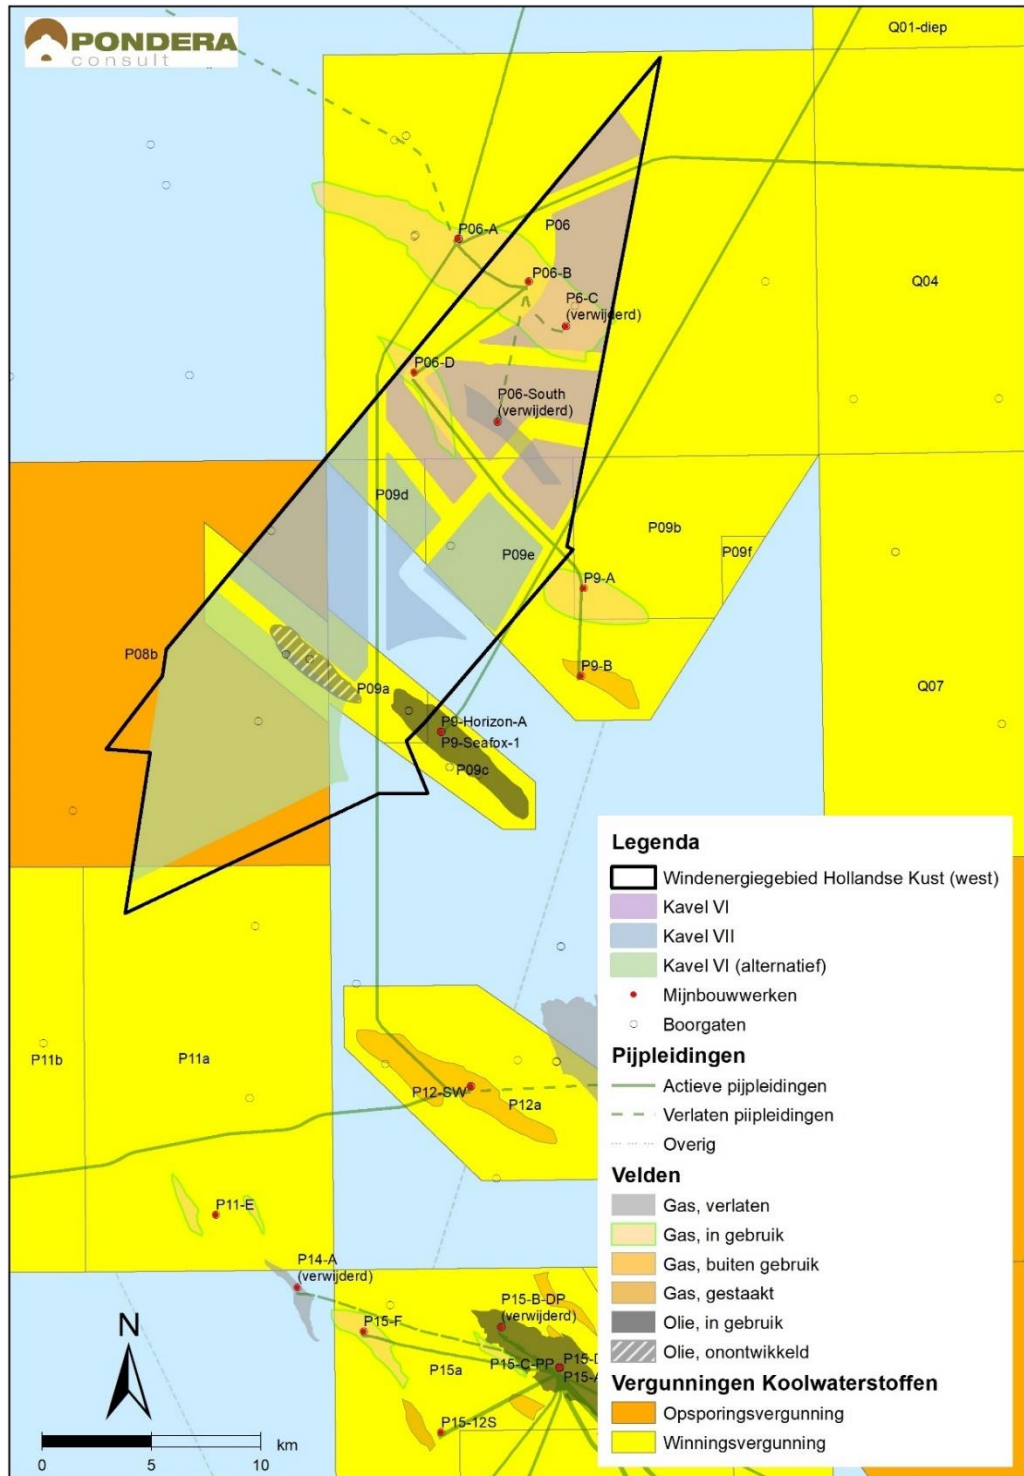 PONDERA
consult
Q01-diep
P06-A
P06
P06-B
Q04
P6-C
(verwijderd)
P06-D
P06-South
(verwijderd)
P09d
P09b
P09e
P09f
P9-A
P08b
P9-B
P09a
Q07
P9-Horizon-A
P9-Seafox-1
P09c
Legenda
Windenergiegebied Hollandse Kust (west)
Kavel VI
Kavel VII
Kavel VI (alternatief)
Mijnbouwwerken
Boorgaten
Pijpleidingen
Actieve pijpleidingen
Verlaten pijpleidingen
Overig
Velden
Gas, verlaten
Gas, in gebruik
Gas, buiten gebruik
Gas, gestaakt
Olie, in gebruik
Olie, onontwikkeld
Vergunningen Koolwaterstoffen
Opsporingsvergunning
Winningsvergunning
P11b
P11a
P12-SW
P12a
P11-E
P14-A
(verwijderd)
P15-B-DP
(verwijderd)
P15-F
P15a
P15-C-PP
P15-D
P15-A
P15-12S
N
km
0 5 10